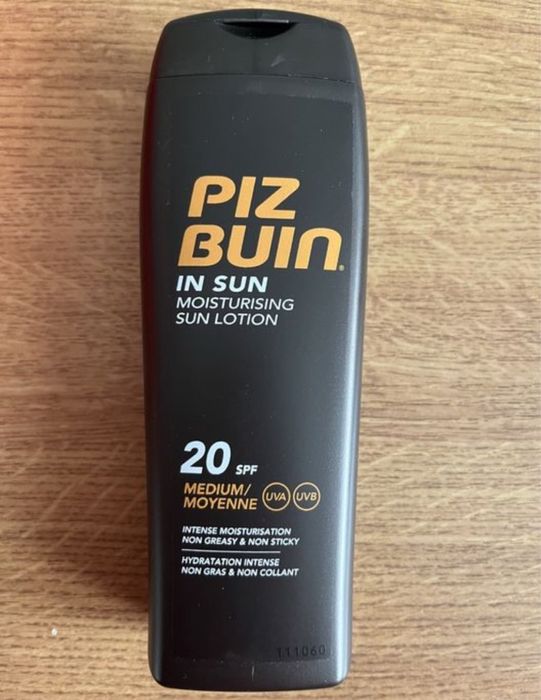 PIZ
BUIN®
IN SUN
MOISTURISING
SUN LOTION
20 SPF
MEDIUM/
MOYENNE UVA UVB
INTENSE MOISTURISATION
NON GREASY & NON STICKY
HYDRATATION INTENSE
NON GRAS & NON COLLANT
111060